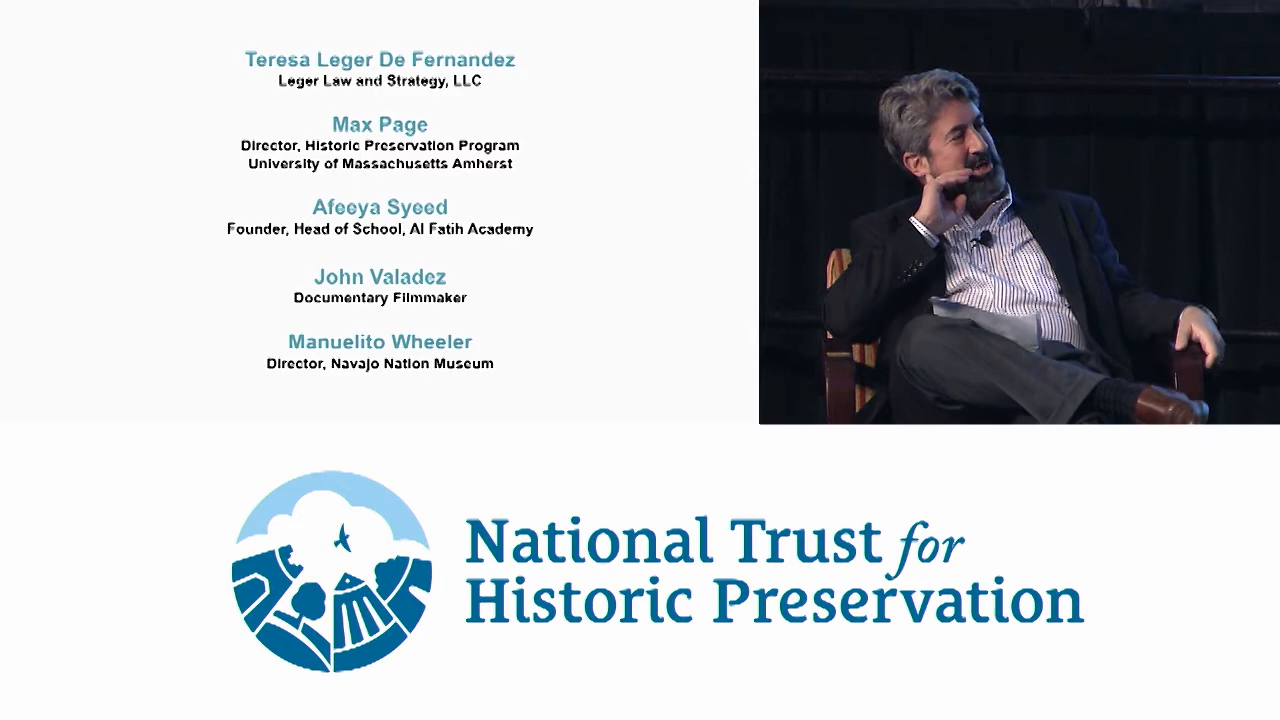 Teresa Leger De Fernandez
Leger Law and Strategy, LLC
Max Page
Director, Historic Preservation Program
University of Massachusetts Amherst
Afeeya Syeed
Founder, Head of School, Al Fatih Academy
John Valadez
Documentary Filmmaker
Manuelito Wheeler
Director, Navajo Nation Museum
National Trust for
Historic Preservation